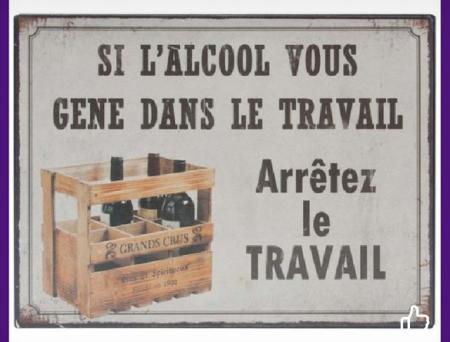 SI L'ALCOOL VOUS
GENE DANS LE TRAVAIL
Arrêtez
le
TRAVAIL
GRANDS CRUS